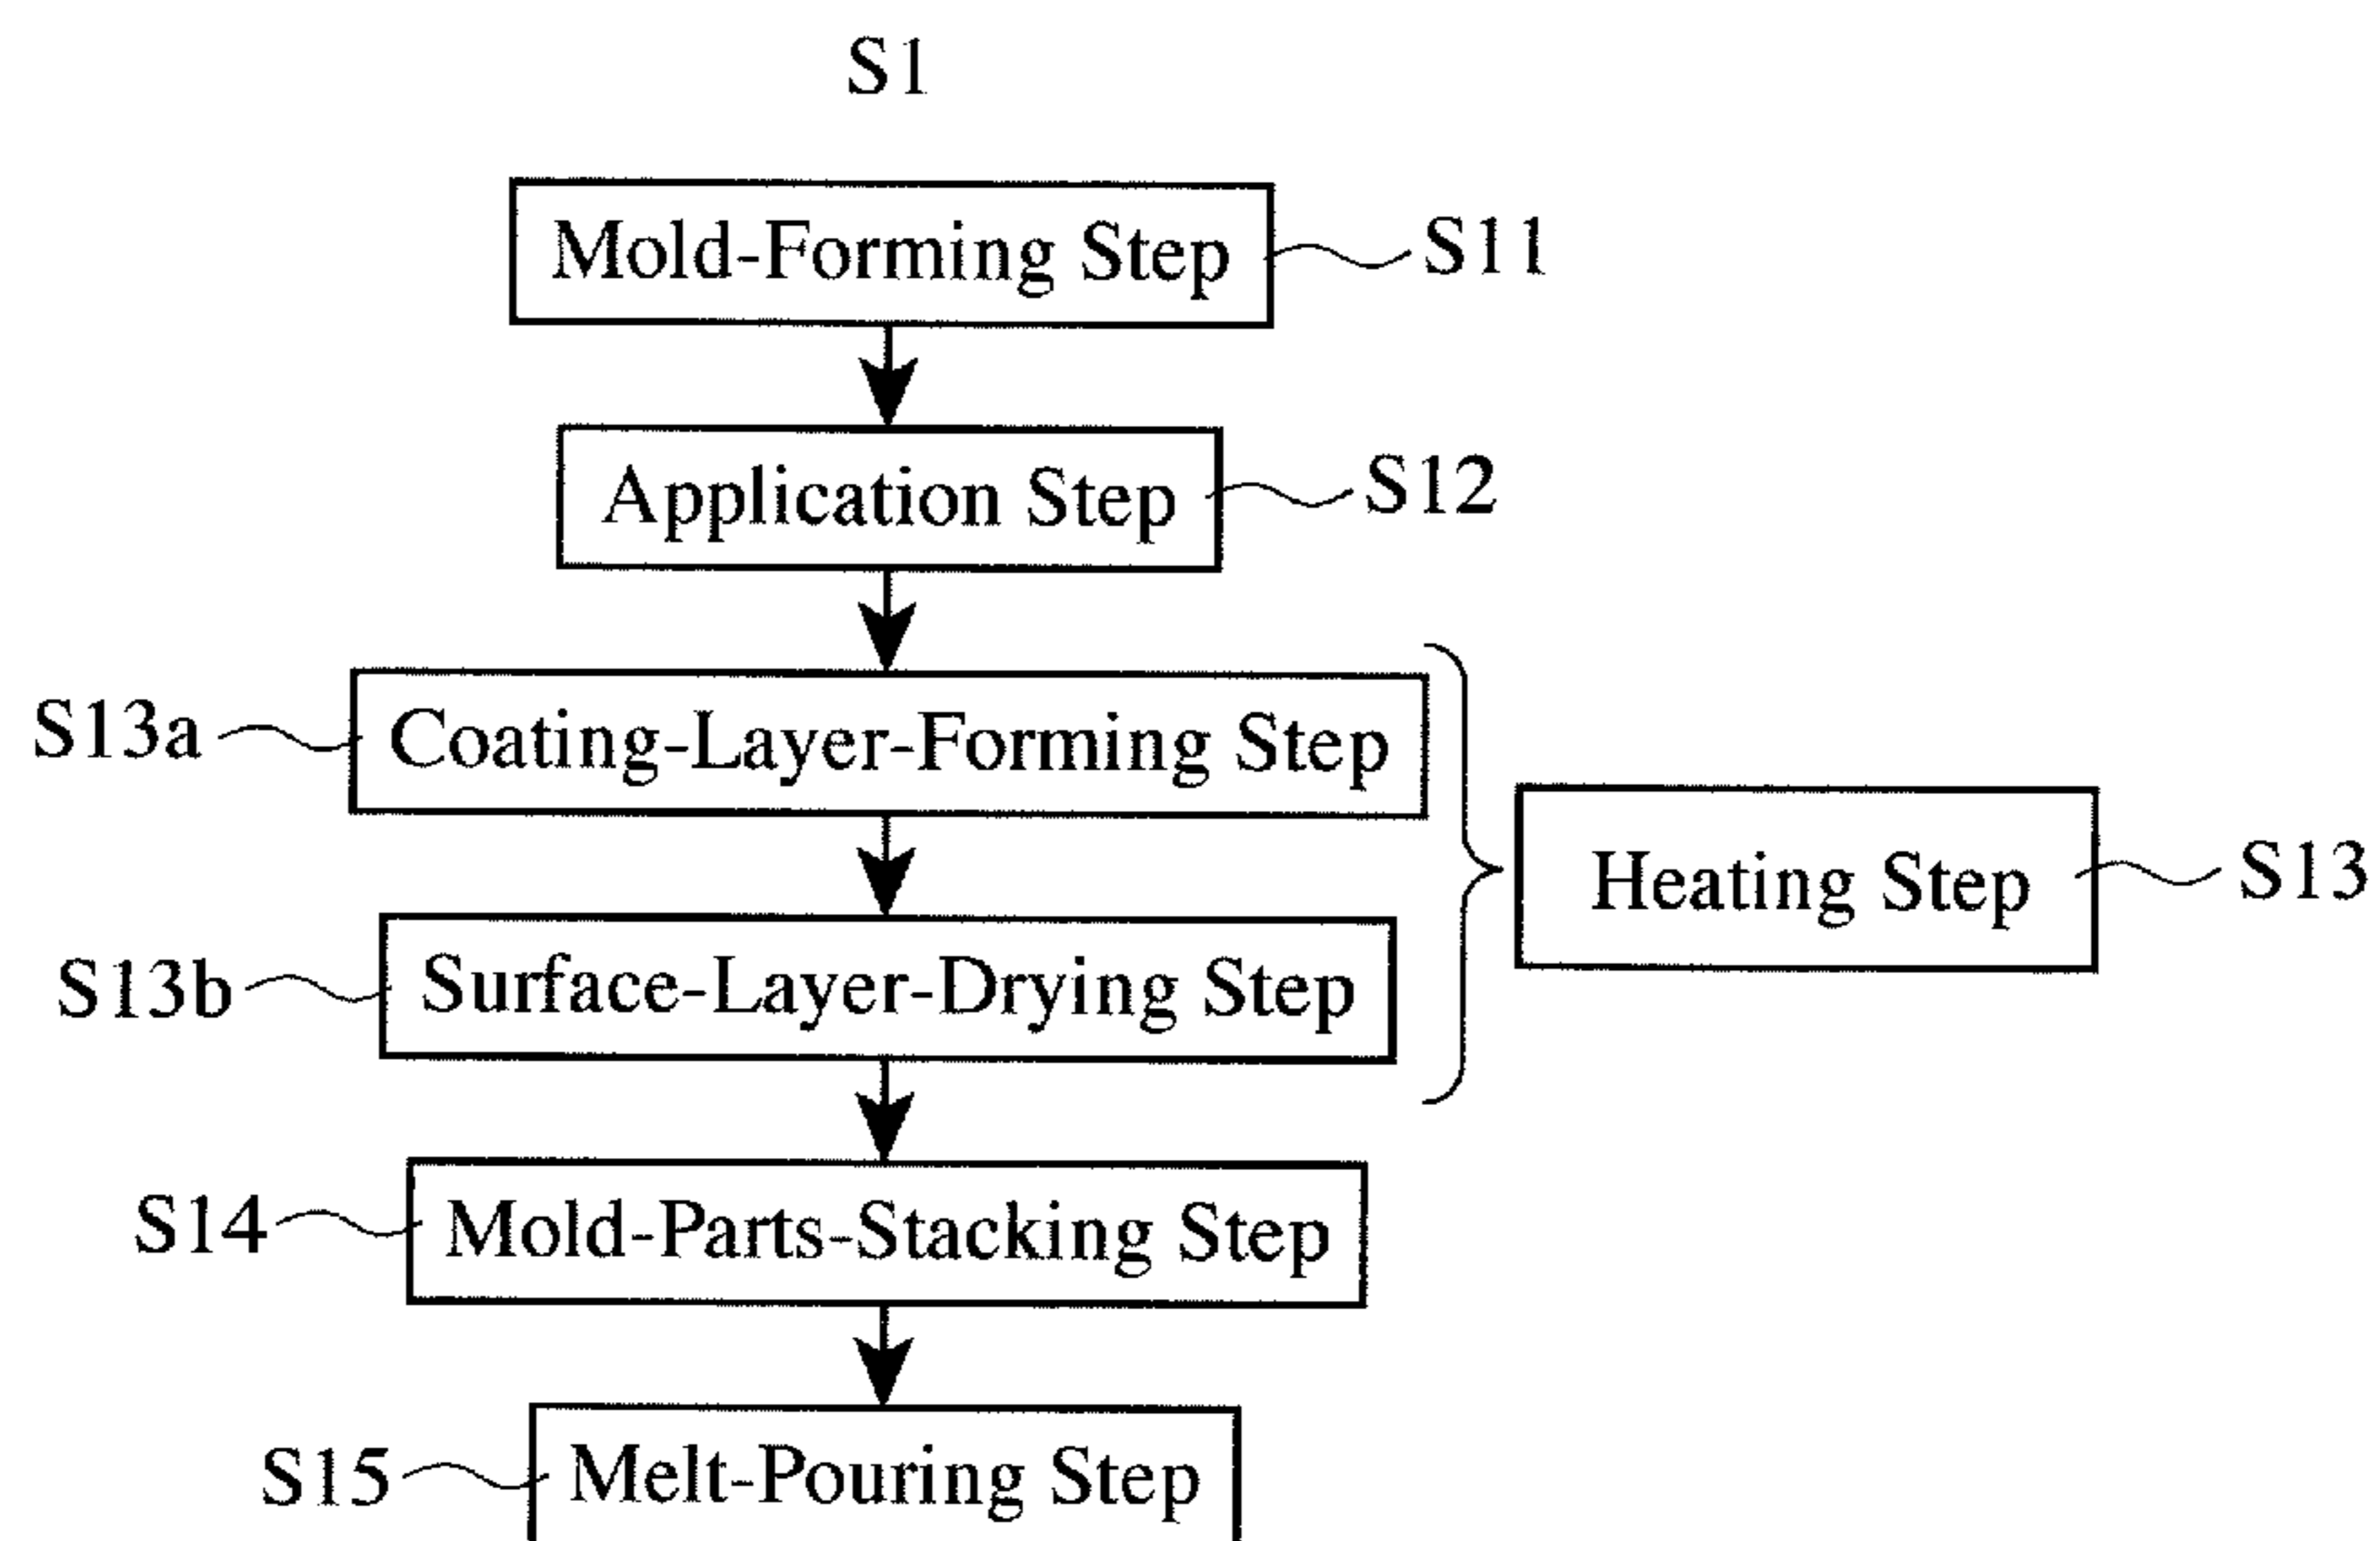 S1
Mold-Forming Step
S11
Application Step
S12
S13a
Coating-Layer-Forming Step
Heating Step
S13
S13b
Surface-Layer-Drying Step
S14
Mold-Parts-Stacking Step
S15
Melt-Pouring Step